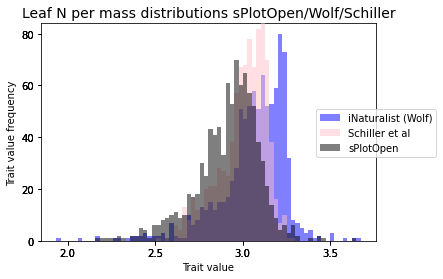 Leaf N per mass distributions sPlotOpen/Wolf/Schiller
80
60
40
20
0
Trait value frequency
iNaturalist (Wolf)
Schiller et al
sPlotOpen
2.0 2.5 3.0 3.5
Trait value